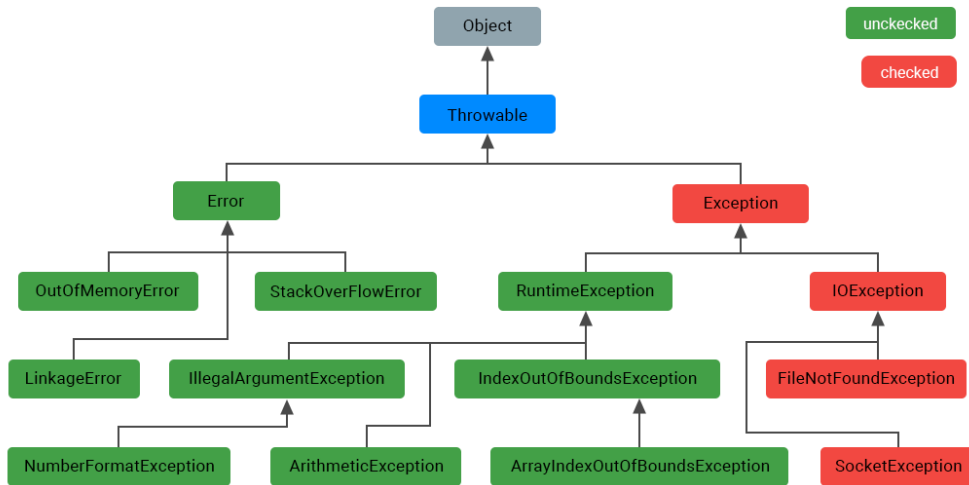 Object
unckecked
checked
Throwable
Error
Exception
OutOfMemoryError
StackOverFlowError
RuntimeException
IOException
LinkageError
IllegalArgumentException
IndexOutOfBoundsException
FileNotFoundException
NumberFormatException
ArithmeticException
ArrayIndexOutOfBoundsException
SocketException